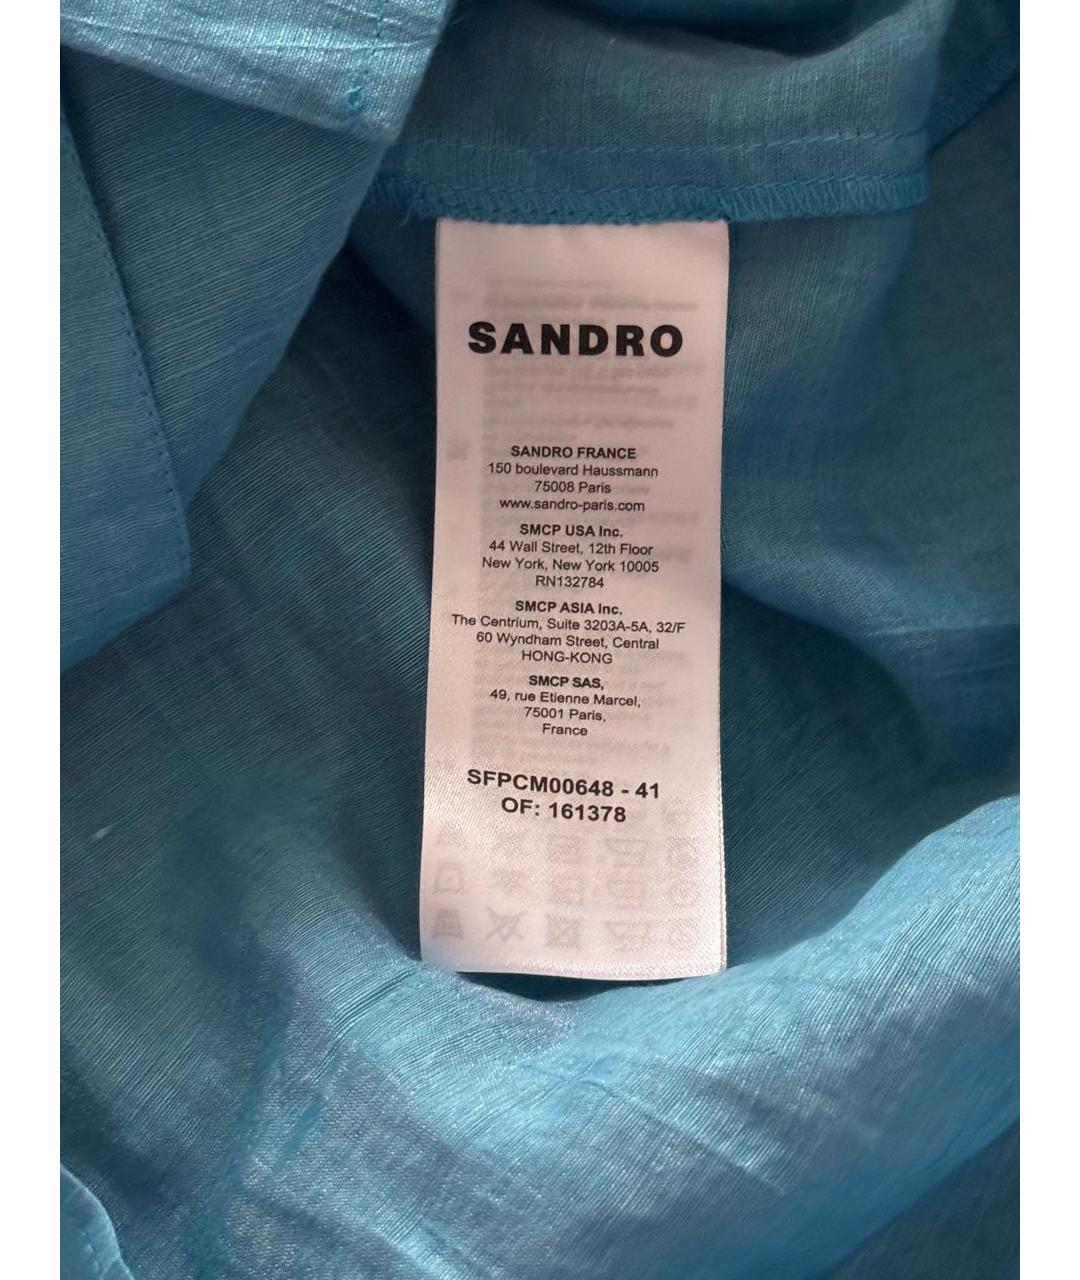 SANDRO
SANDRO FRANCE
150 boulevard Haussmann
75008 Paris
www.sandro-paris.com
SMCP USA Inc.
44 Wall Street, 12th Floor
New York, New York 10005
RN132784
SMCP ASIA Inc.
The Centrium, Suite 3203A-5A, 32/F
60 Wyndham Street, Central
HONG-KONG
SMCP SAS,
49, rue Etienne Marcel,
75001 Paris,
France
SFPCM00648 - 41
OF: 161378